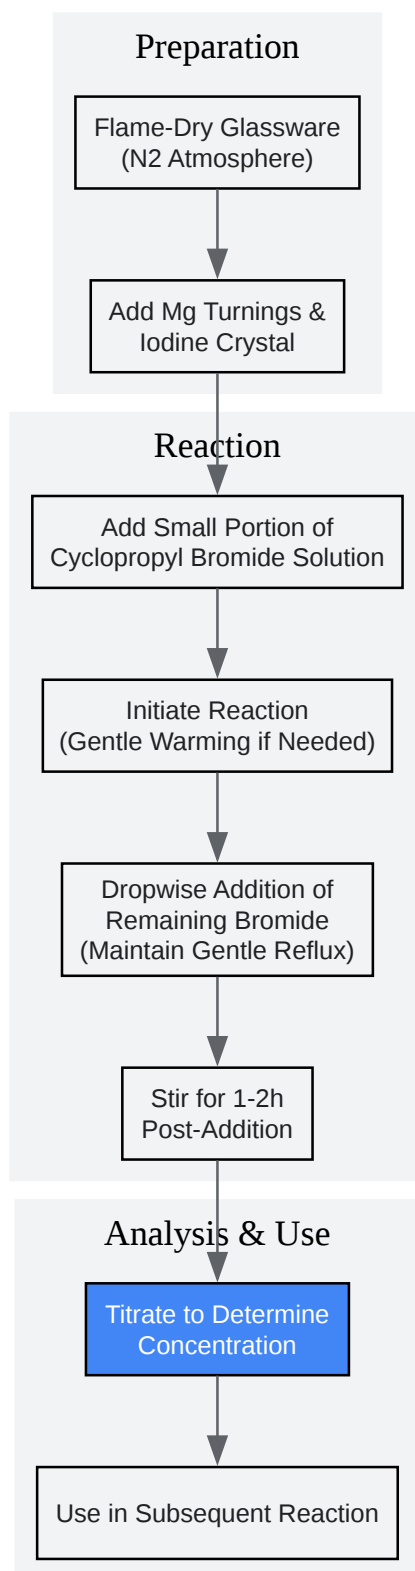 Preparation
Flame-Dry Glassware
(N2 Atmosphere)
Add Mg Turnings &
Iodine Crystal
Reaction
Add Small Portion of
Cyclopropyl Bromide Solution
Initiate Reaction
(Gentle Warming if Needed)
Dropwise Addition of
Remaining Bromide
(Maintain Gentle Reflux)
Stir for 1-2h
Post-Addition
Analysis & Use
Titrate to Determine
Concentration
Use in Subsequent Reaction